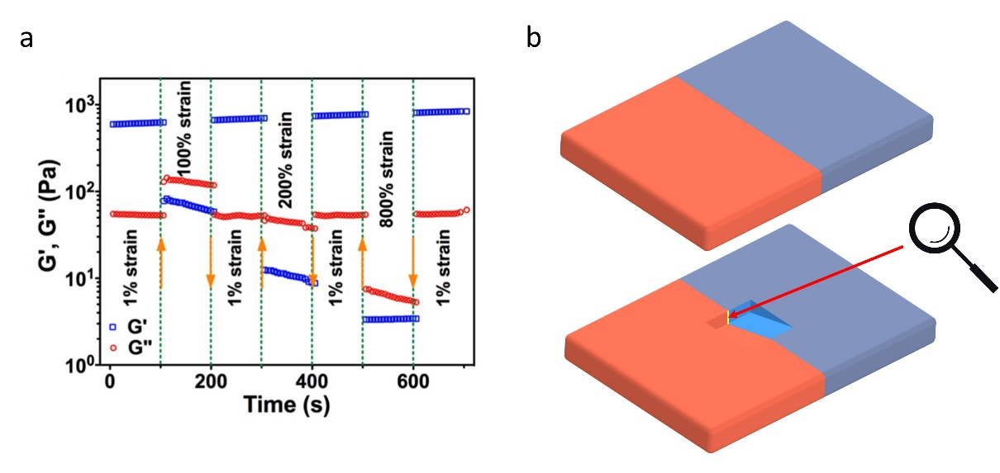 a
b
G', G" (Pa)
10³
10²
10¹
10⁰
100% strain
200% strain
800% strain
1% strain
1% strain
1% strain
1% strain
G'
G"
0
200
400
600
Time (s)